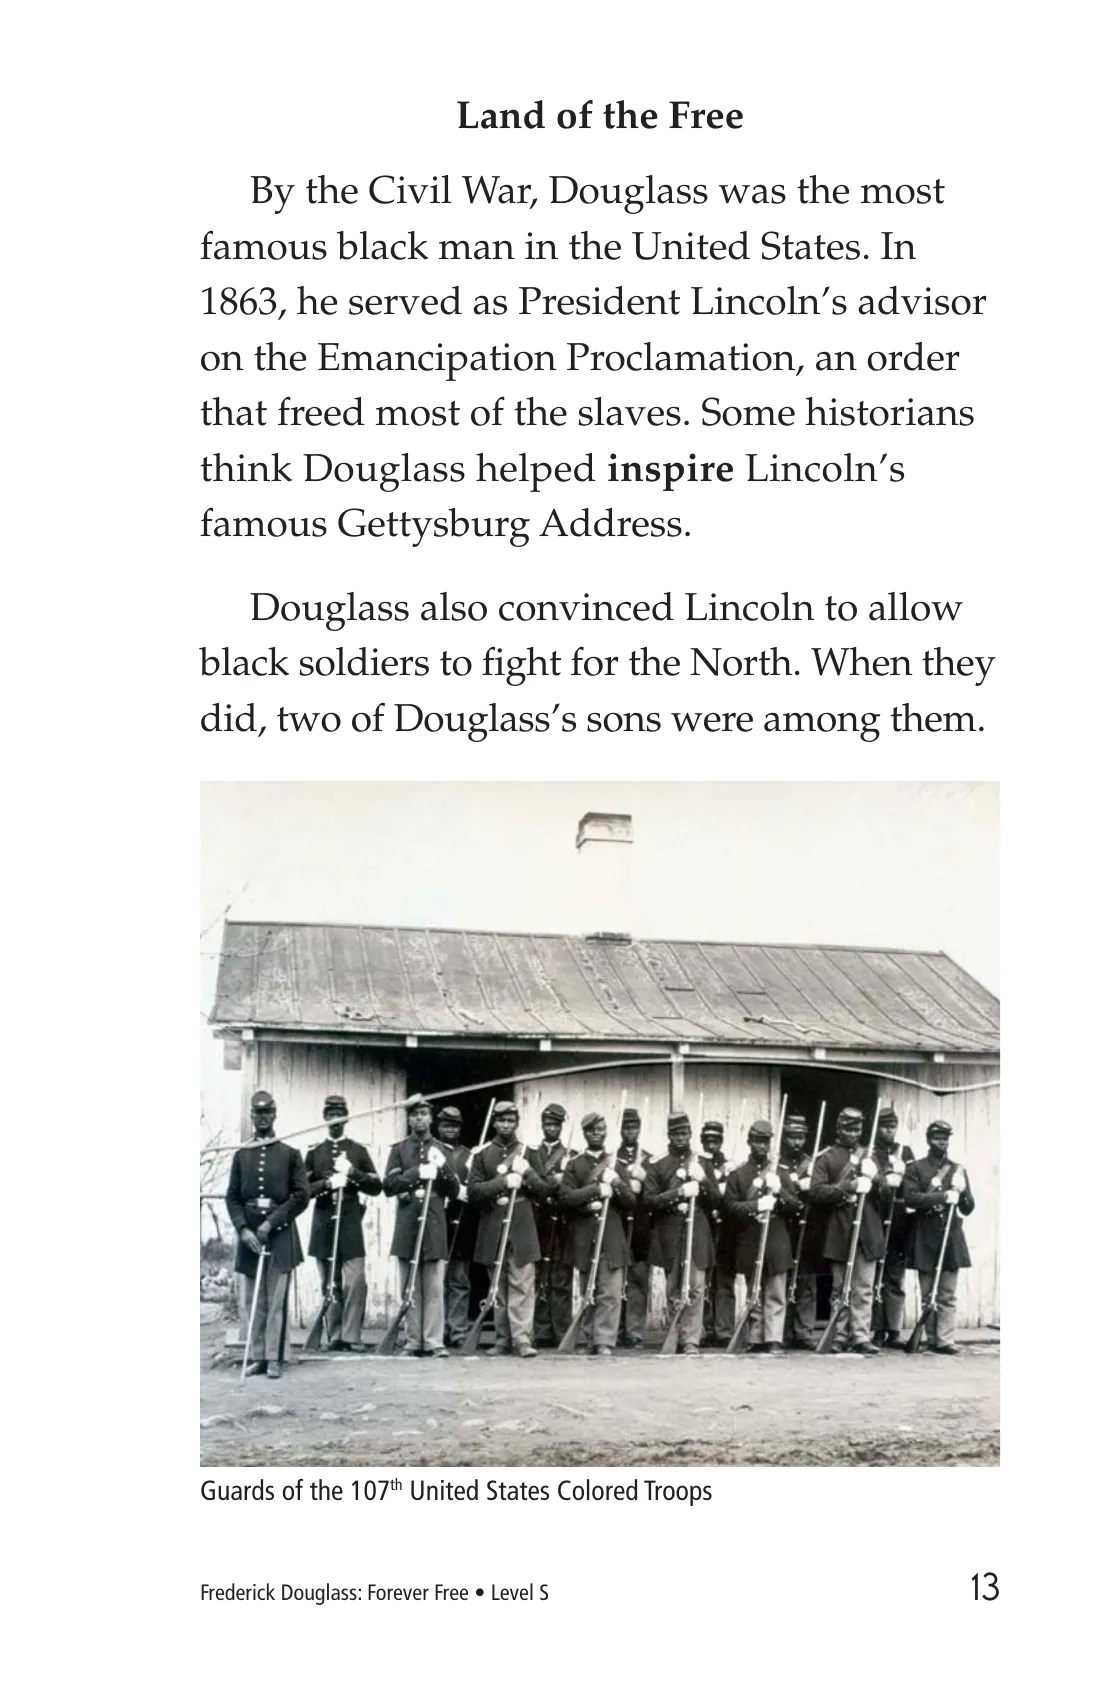 Land of the Free
By the Civil War, Douglass was the most
famous black man in the United States. In
1863, he served as President Lincoln’s advisor
on the Emancipation Proclamation, an order
that freed most of the slaves. Some historians
think Douglass helped inspire Lincoln’s
famous Gettysburg Address.
Douglass also convinced Lincoln to allow
black soldiers to fight for the North. When they
did, two of Douglass’s sons were among them.
Guards of the 107th United States Colored Troops
Frederick Douglass: Forever Free • Level S
13